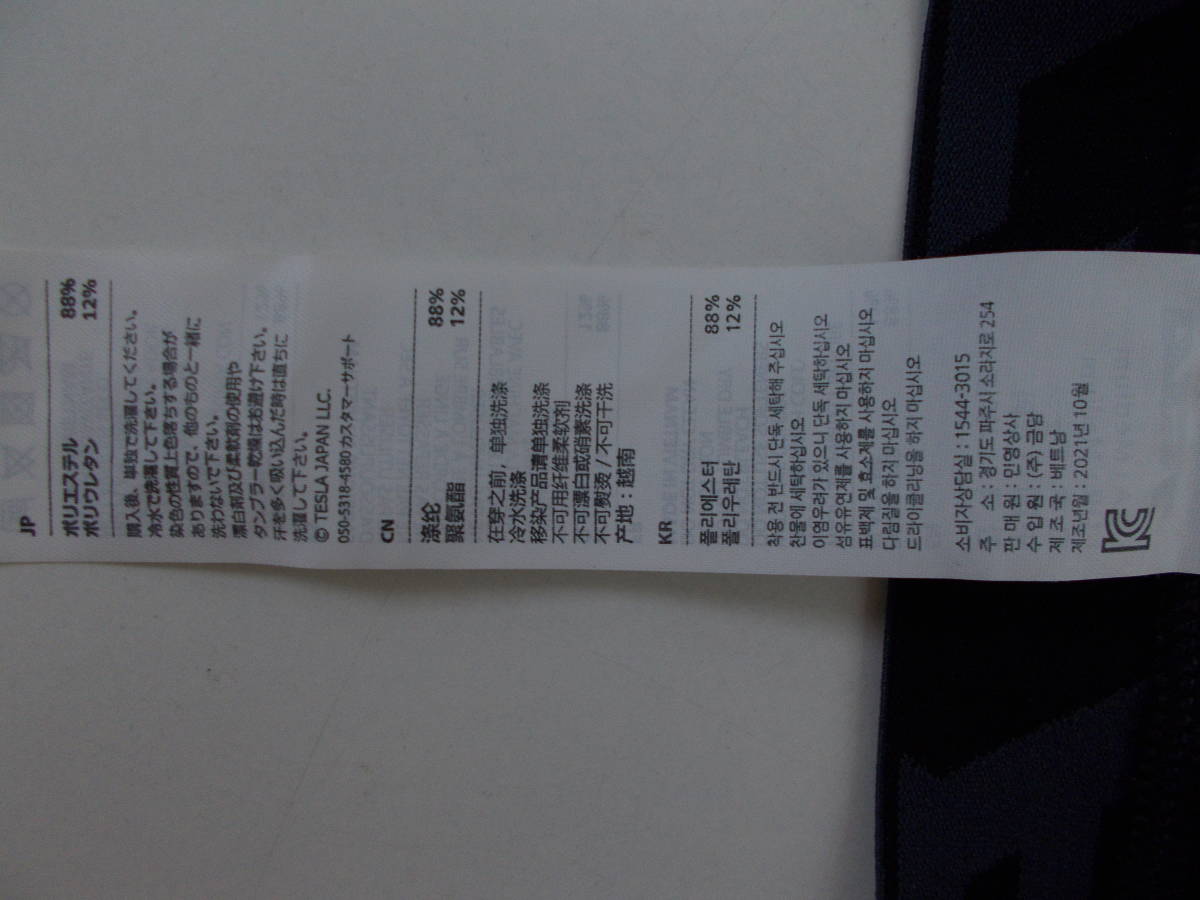 JP
ポリエステル 88%
ポリウレタン 12%
購入後、単独で洗濯してください。
冷水で洗濯して下さい。
染色の性質上色落ちする場合が
ありますので、他のものと一緒に
洗わないで下さい。
漂白剤及び柔軟剤の使用や
タンブラー乾燥はお避け下さい。
汗を多く吸い込んだ時は直ちに
洗濯して下さい。
© TESLA JAPAN LLC.
050-5318-4580 カスタマーサポート
CN
涤纶 88%
聚氨酯 12%
在穿之前，单独洗涤
冷水洗涤
移染产品请单独洗涤
不可用纤维柔软剂
不可漂白或硝素洗涤
不可熨烫 / 不可干洗
产地 : 越南
KR
폴리에스터 88%
폴리우레탄 12%
착용 전 반드시 단독 세탁해 주십시오
찬물에 세탁하십시오
이염우려가 있으니 단독 세탁하십시오
섬유유연제를 사용하지 마십시오
표백제 및 효소제를 사용하지 마십시오
다림질을 하지 마십시오
드라이클리닝을 하지 마십시오
소비자상담실 : 1544-3015
주 소 : 경기도 파주시 소라지로 254
판 매 원 : 민영상사
수 입 원 : (주) 금담
제 조 국 : 베트남
제조년월 : 2021년 10월